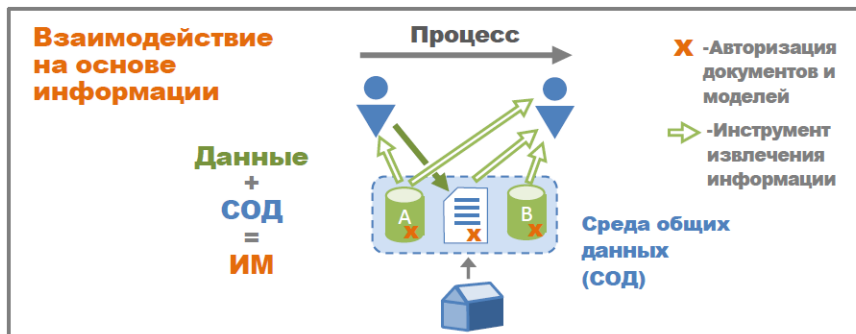 Взаимодействие
на основе
информации
Процесс
х -Авторизация
документов и
моделей
-Инструмент
извлечения
информации
Данные
+
СОД
=
ИМ
А
х
х
В
х
Среда общих
данных
(СОД)